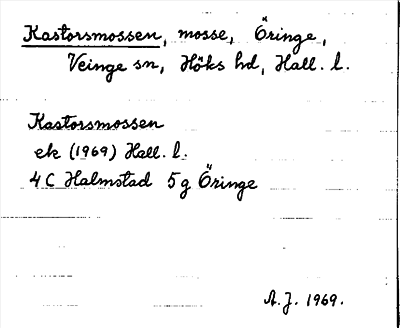 Kastorsmossen, mosse, Öringe,
Veinge sn, Höks hd, Hall. l.
Kastorsmossen
ek (1969) Hall. l.
4 C Halmstad 5 g Öringe
A. J. 1969.